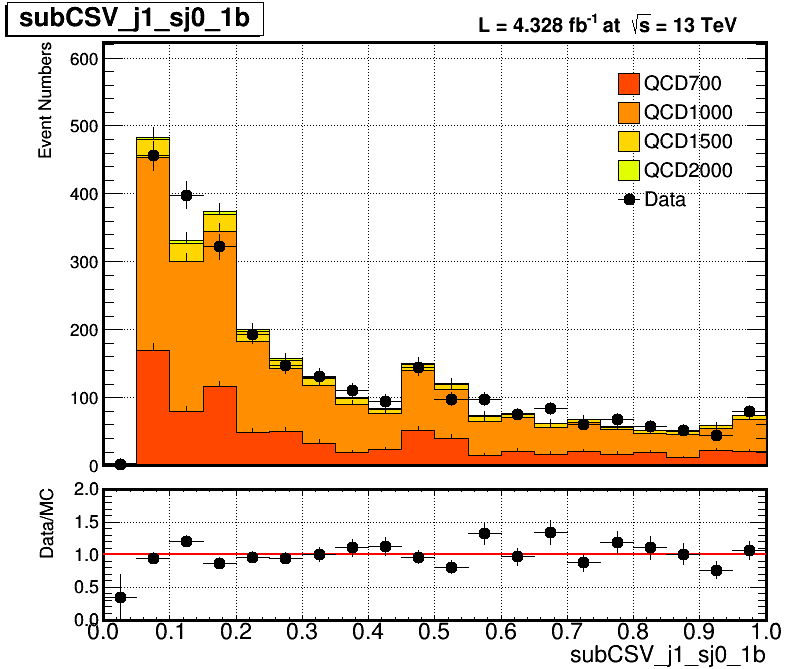 subCSV_j1_sj0_1b
L = 4.328 fb-1 at √s = 13 TeV
Event Numbers
600
500
400
300
200
100
0
QCD700
QCD1000
QCD1500
QCD2000
Data
Data/MC
2.0
1.5
1.0
0.5
0.0
0.0 0.1 0.2 0.3 0.4 0.5 0.6 0.7 0.8 0.9 1.0
subCSV_j1_sj0_1b